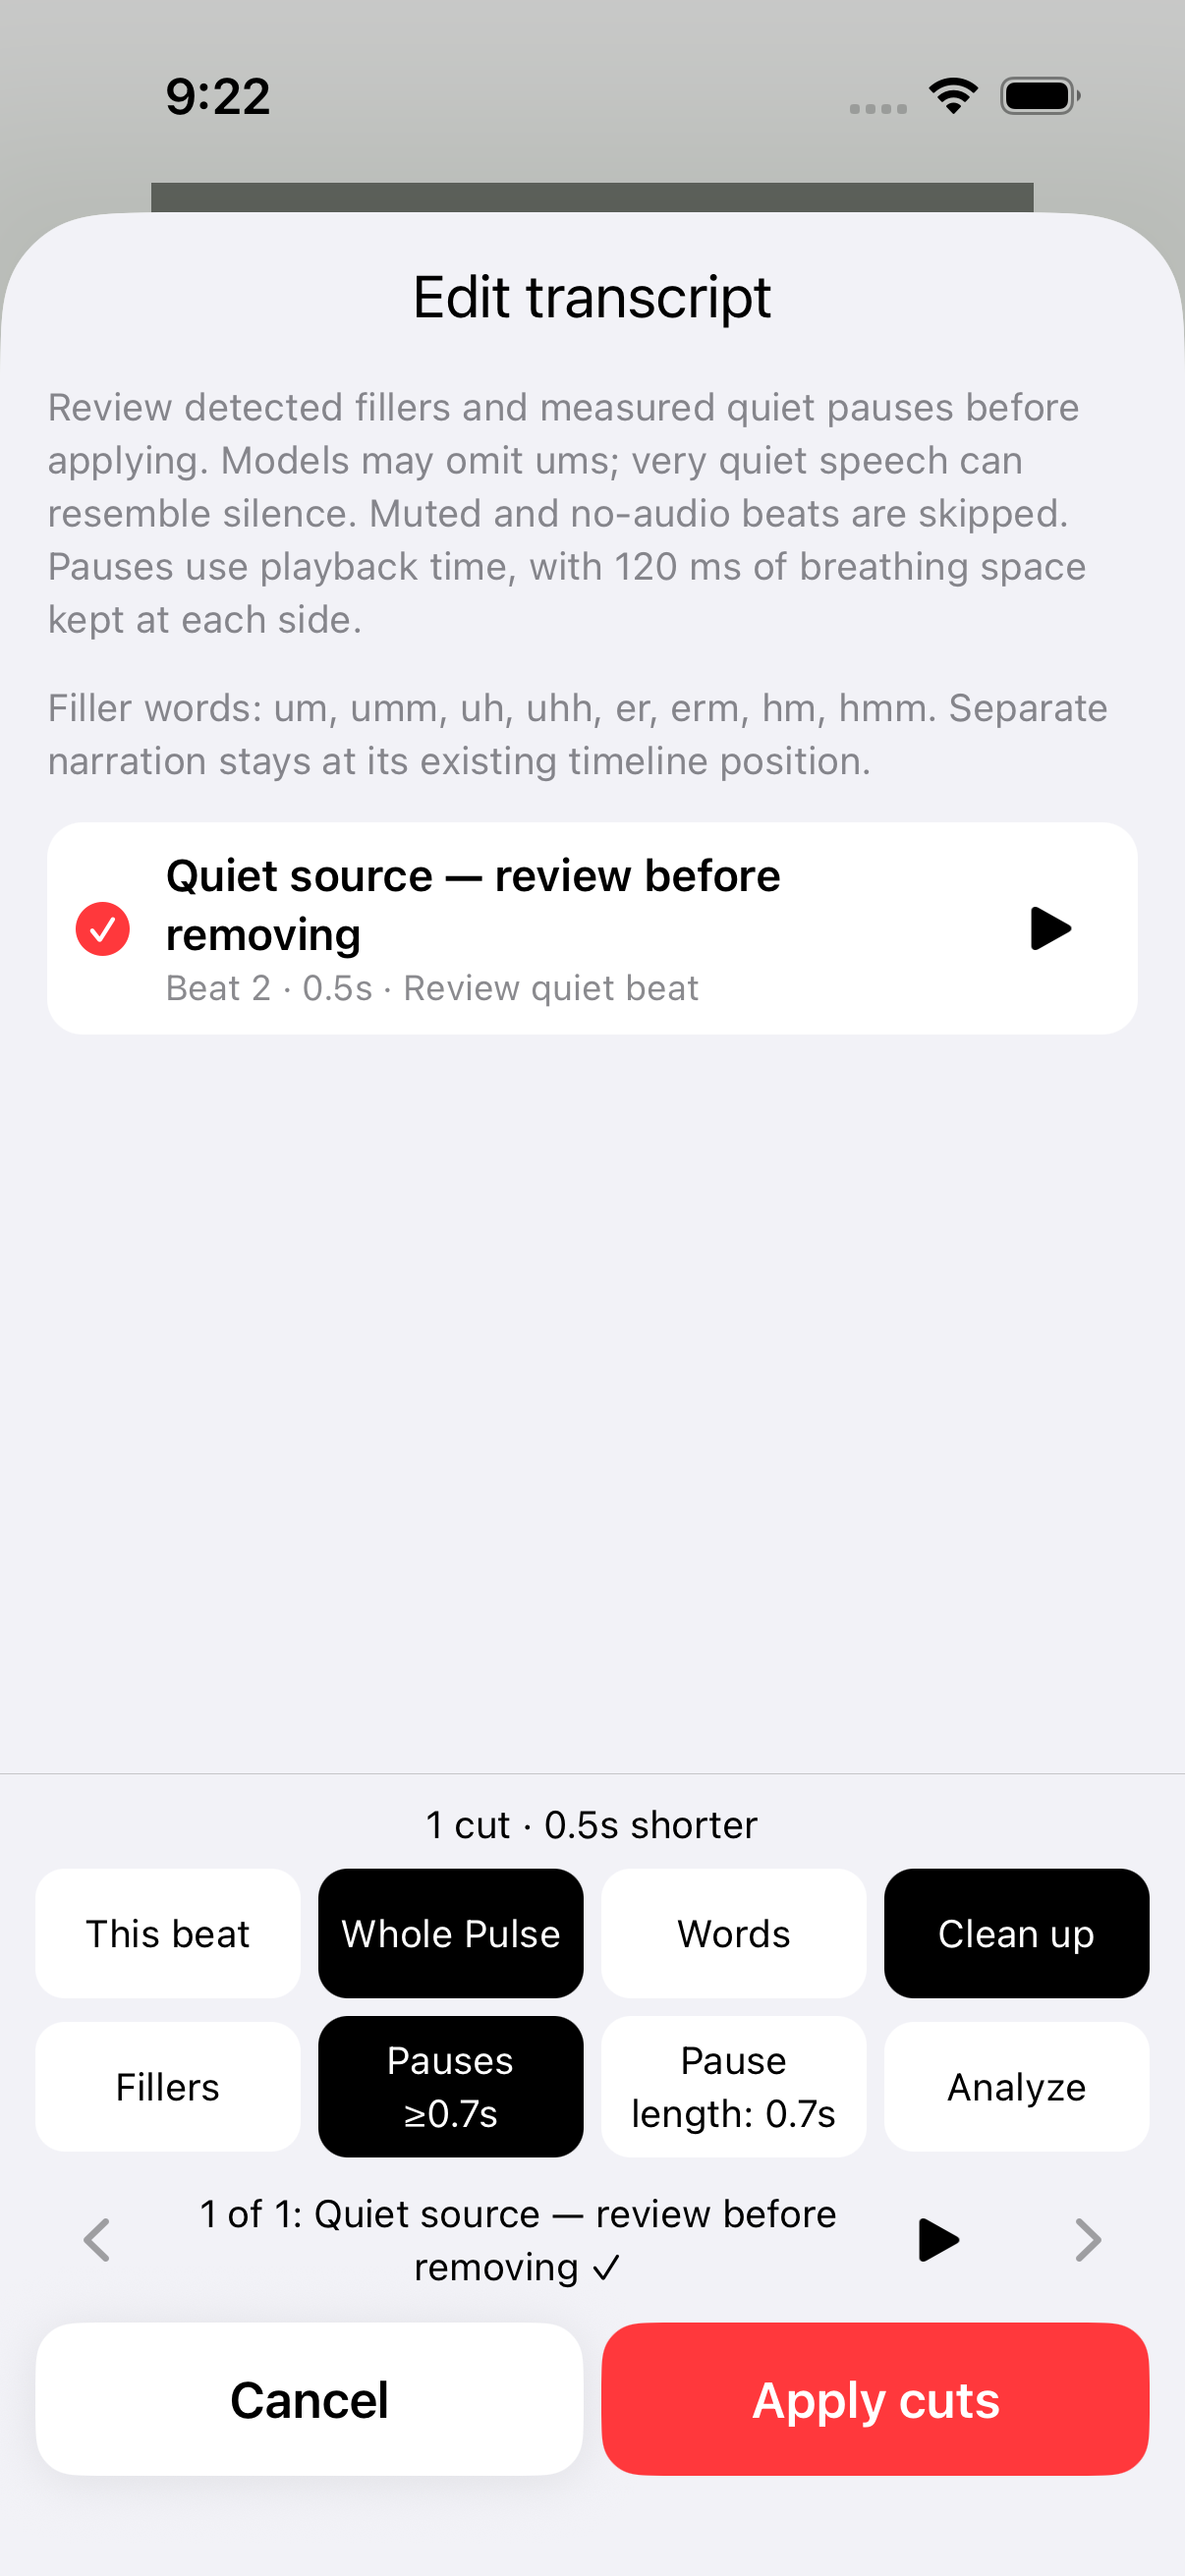 9:22
Edit transcript
Review detected fillers and measured quiet pauses before
applying. Models may omit ums; very quiet speech can
resemble silence. Muted and no-audio beats are skipped.
Pauses use playback time, with 120 ms of breathing space
kept at each side.
Filler words: um, umm, uh, uhh, er, erm, hm, hmm. Separate
narration stays at its existing timeline position.
Quiet source — review before
removing
Beat 2 · 0.5s · Review quiet beat
1 cut · 0.5s shorter
This beat
Whole Pulse
Words
Clean up
Fillers
Pauses
≥0.7s
Pause
length: 0.7s
Analyze
1 of 1: Quiet source — review before
removing ✓
Cancel
Apply cuts